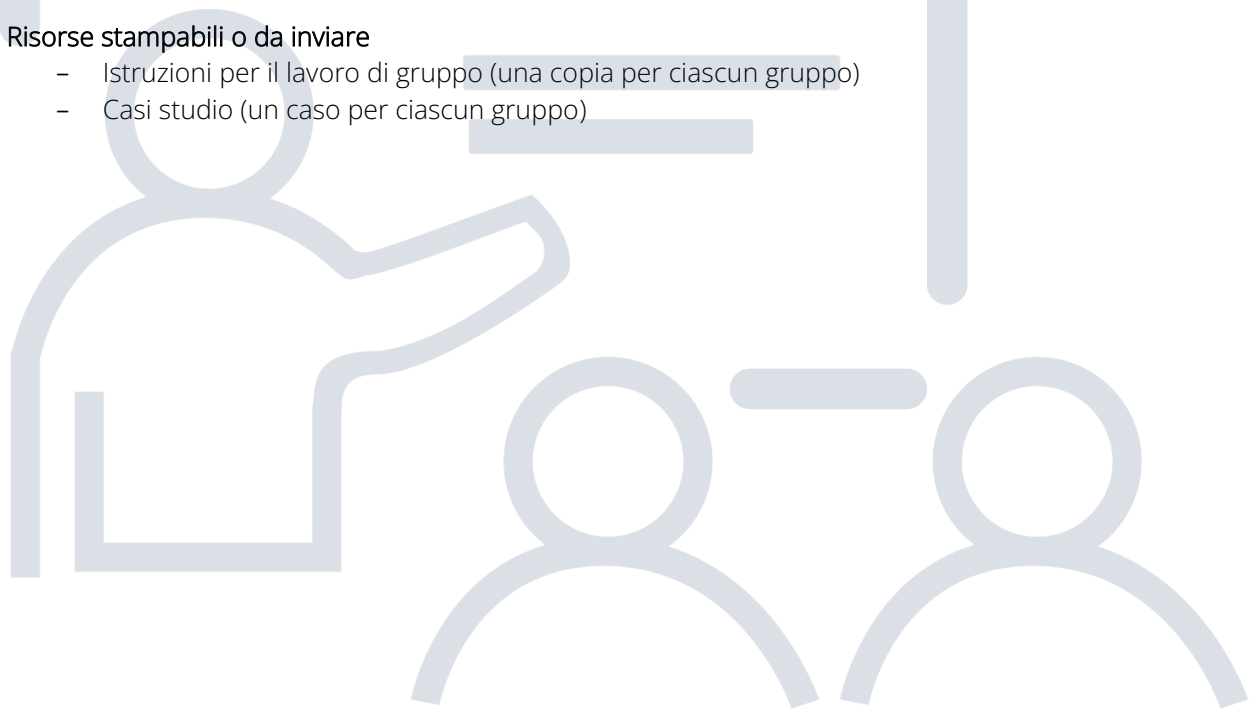 Risorse stampabili o da inviare
– Istruzioni per il lavoro di gruppo (una copia per ciascun gruppo)
– Casi studio (un caso per ciascun gruppo)